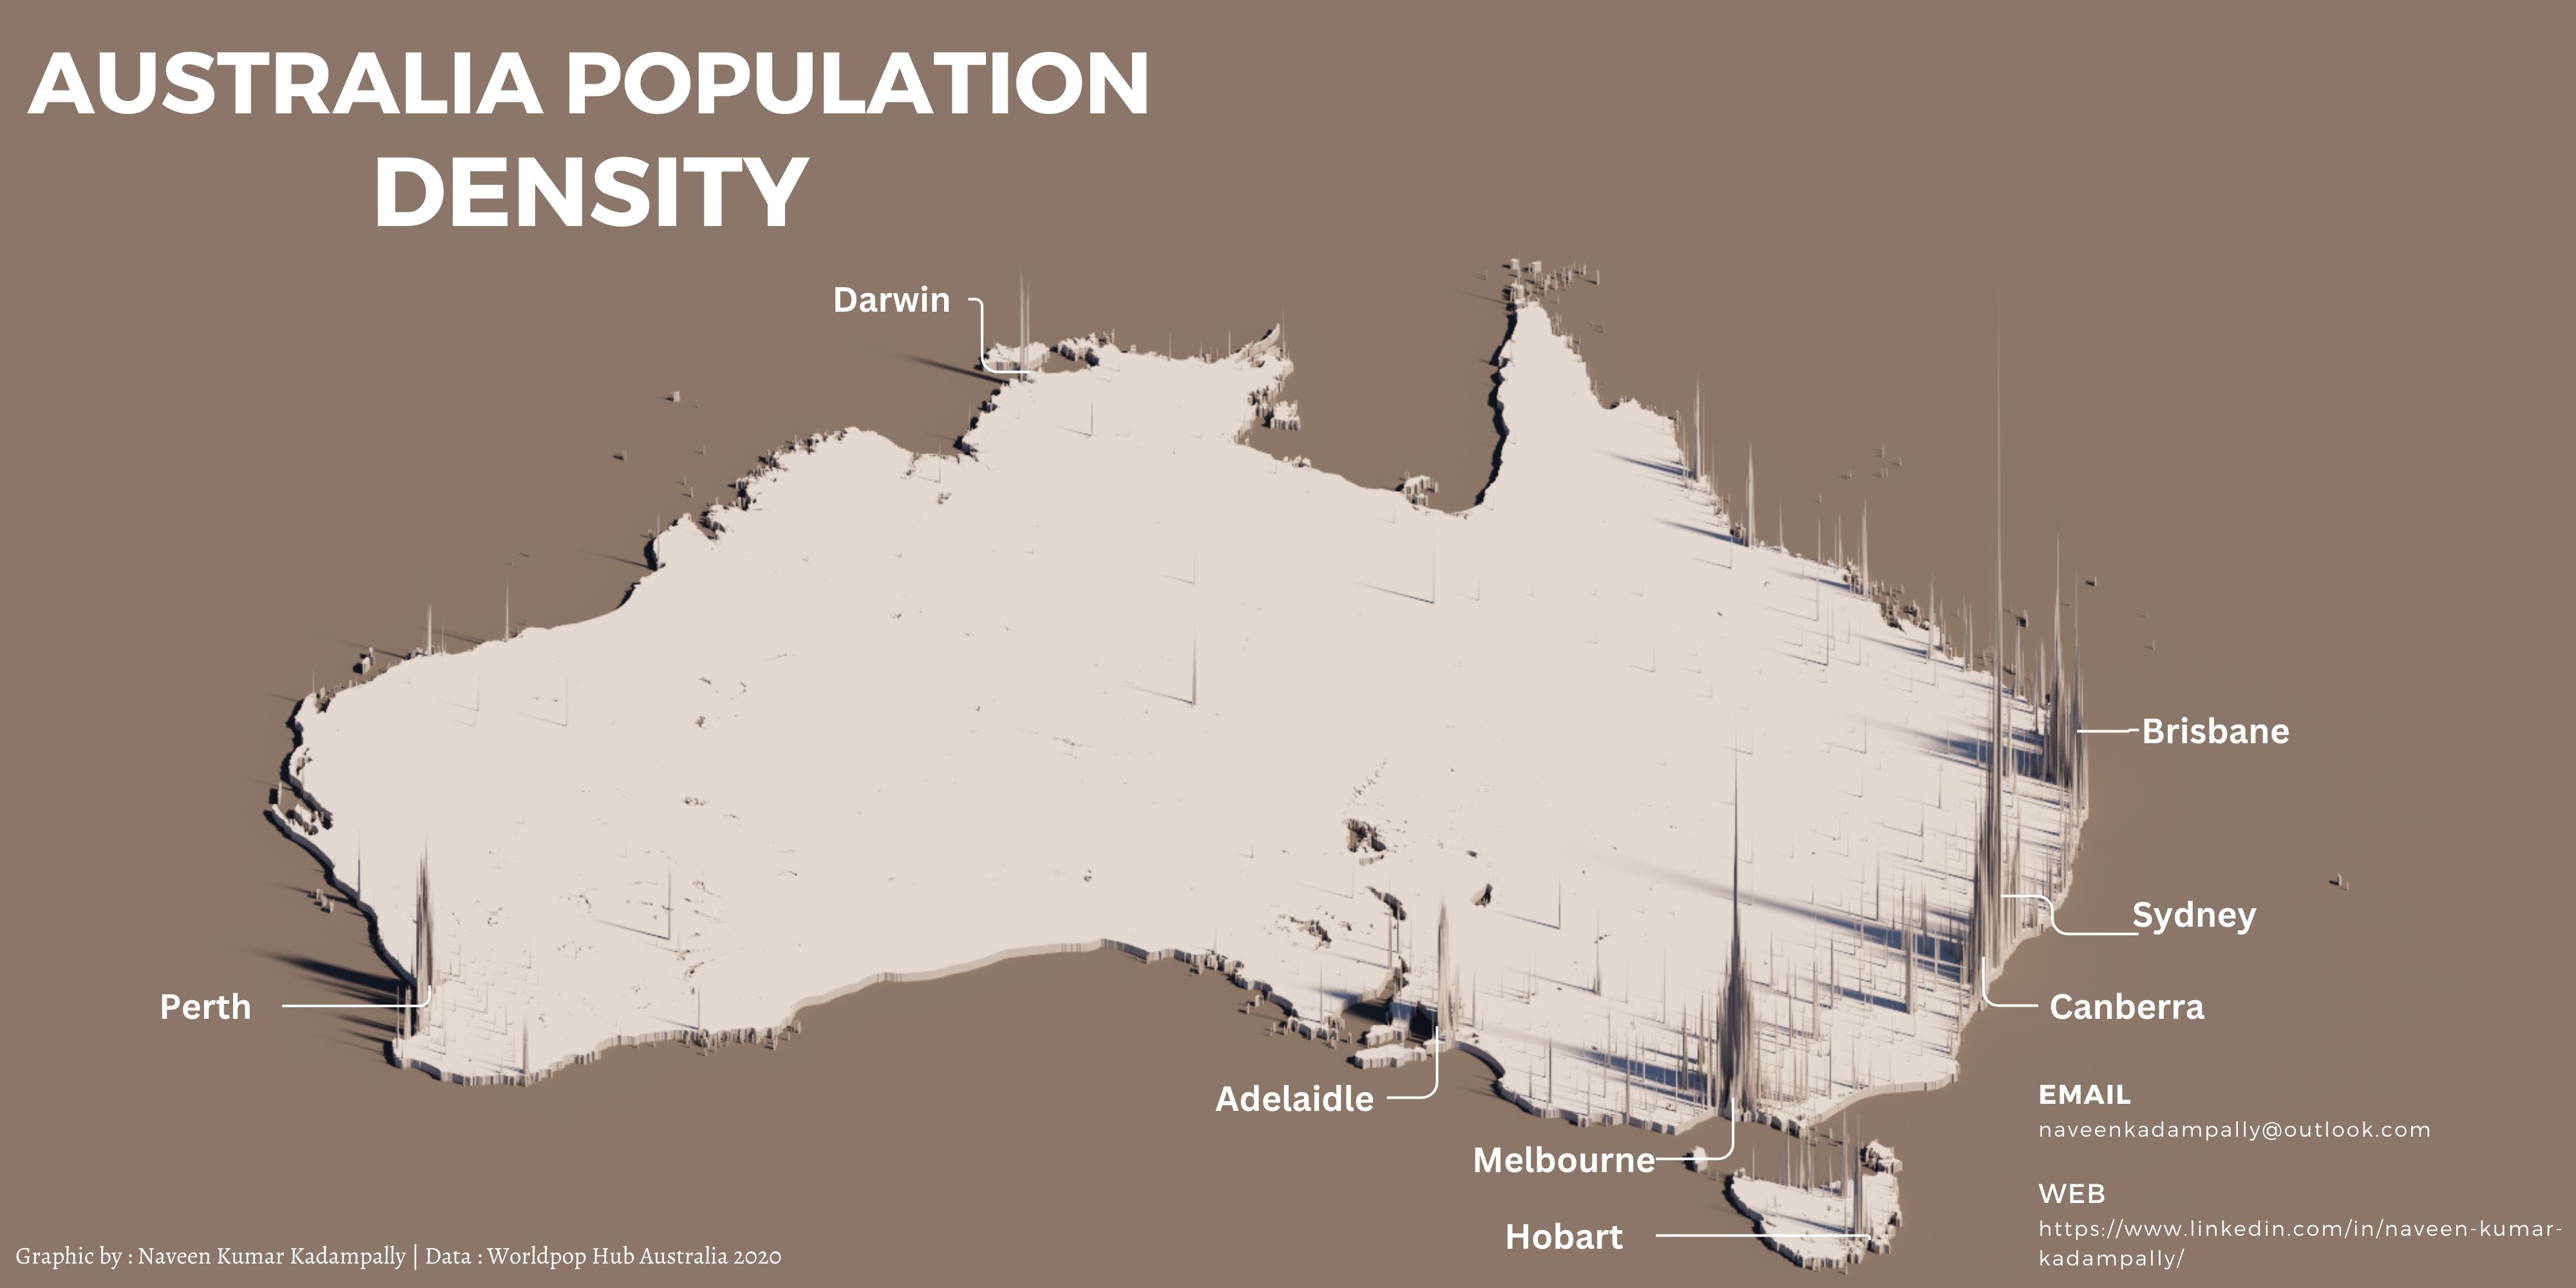 AUSTRALIA POPULATION
DENSITY
Darwin
Brisbane
Sydney
Perth
Canberra
Adelaidle
Melbourne
Hobart
EMAIL
naveenkadampally@outlook.com
WEB
https://www.linkedin.com/in/naveen-kumar-
kadampally/
Graphic by : Naveen Kumar Kadampally | Data : Worldpop Hub Australia 2020